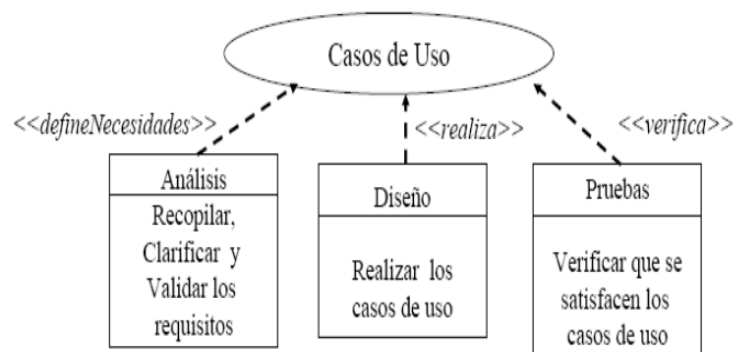 Casos de Uso
<<defineNecesidades>>
<<realiza>>
<<verifica>>
Análisis
Recopilar,
Clarificar y
Validar los
requisitos
Diseño
Realizar los
casos de uso
Pruebas
Verificar que se
satisfacen los
casos de uso